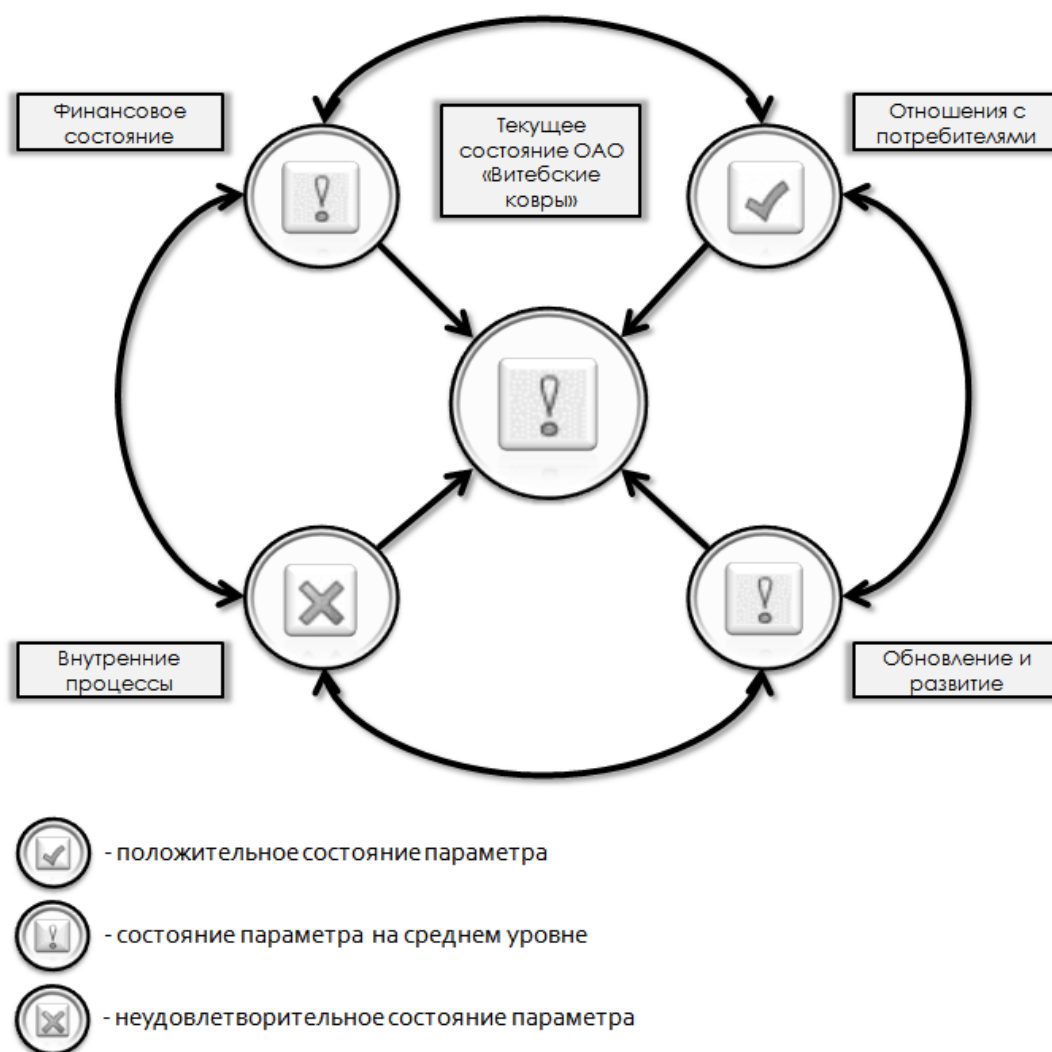 Финансовое
состояние
Текущее
состояние ОАО
«Витебские
ковры»
Отношения с
потребителями
Внутренние
процессы
Обновление и
развитие
- положительное состояние параметра
- состояние параметра на среднем уровне
- неудовлетворительное состояние параметра